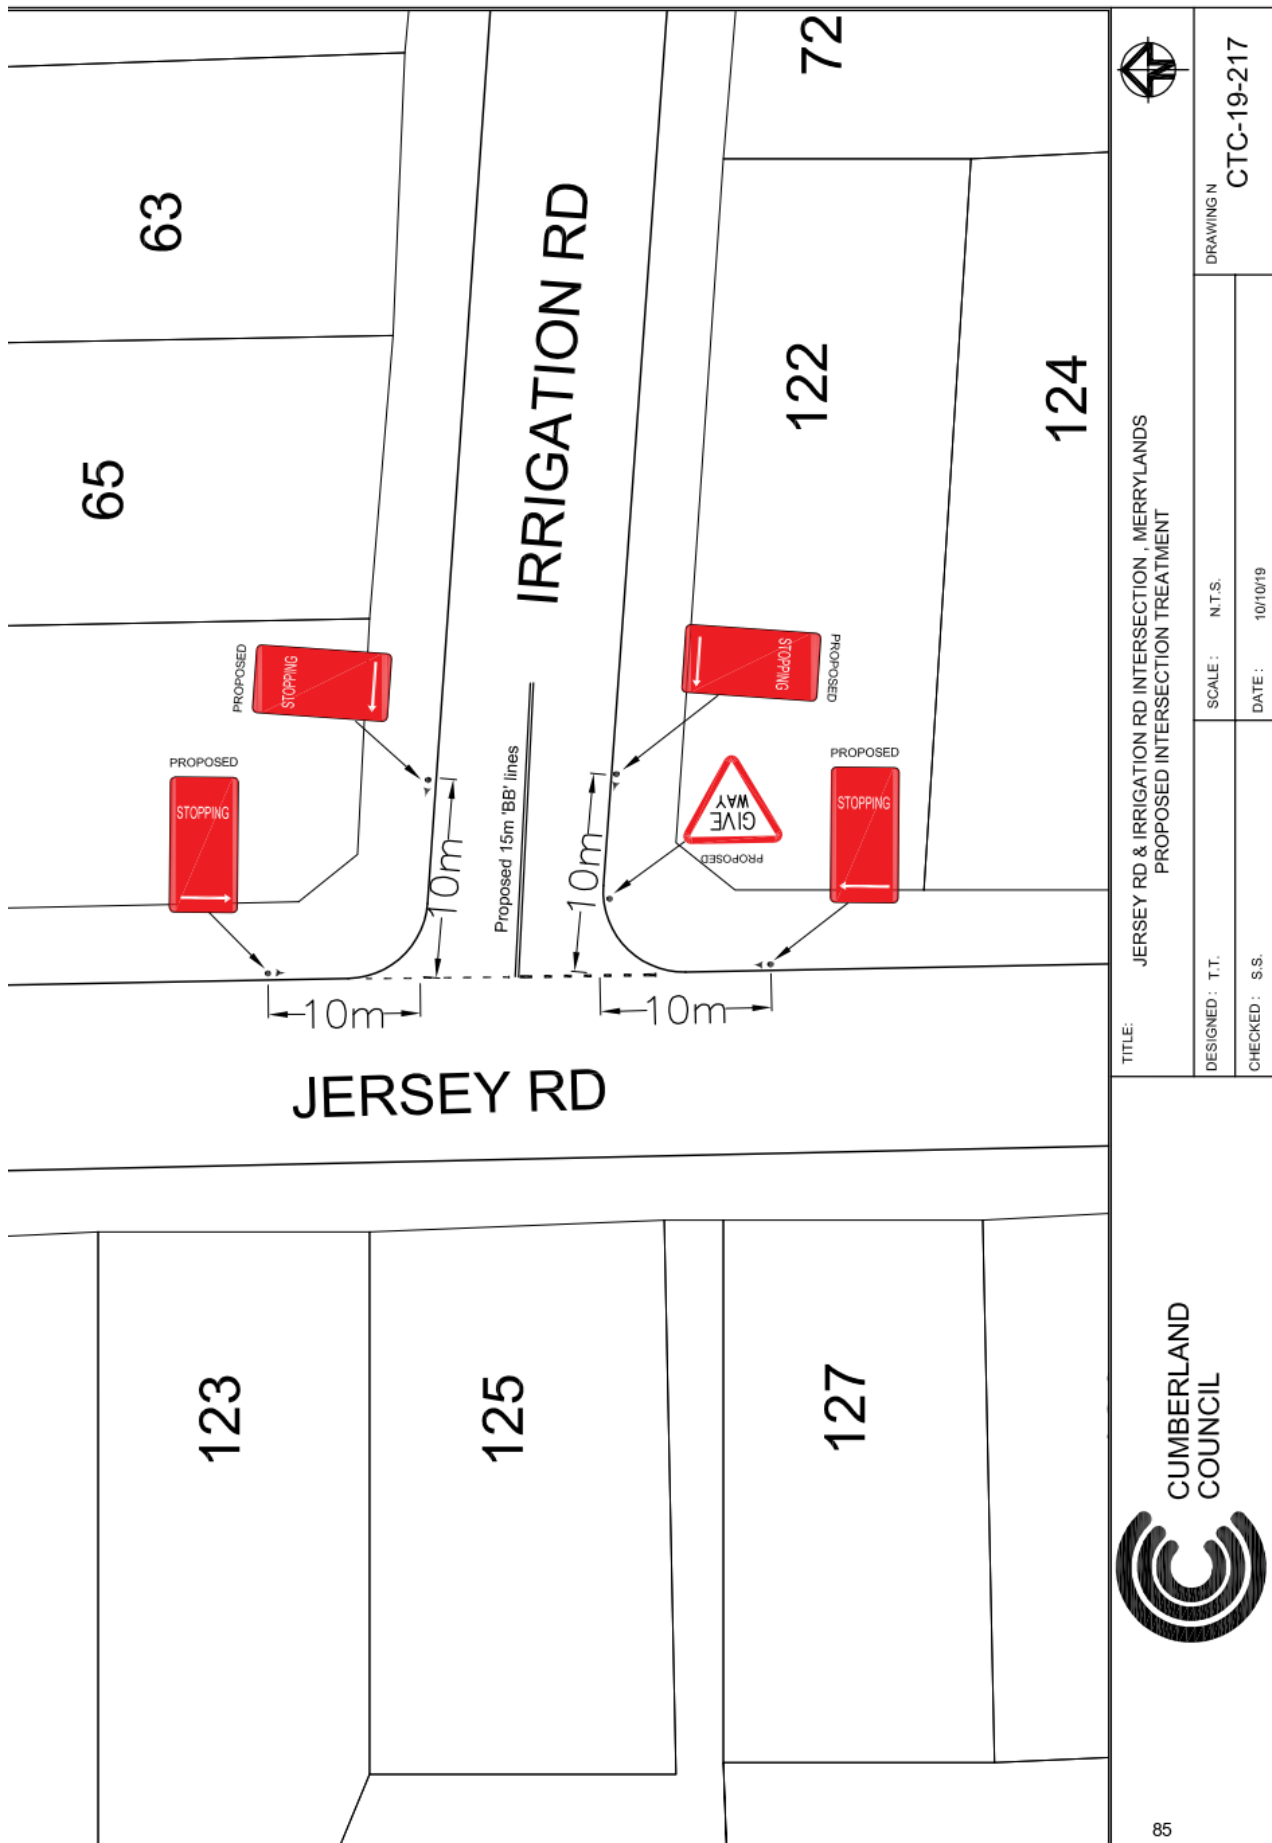 72
63
IRRIGATION RD
122
124
65
PROPOSED
STOPPING
PROPOSED
STOPPING
PROPOSED
STOPPING
PROPOSED
STOPPING
GIVE
WAY
PROPOSED
Proposed 15m 'BB' lines
10m
10m
10m
10m
JERSEY RD
123
125
127
CUMBERLAND
COUNCIL
TITLE:
JERSEY RD & IRRIGATION RD INTERSECTION , MERRYLANDS
PROPOSED INTERSECTION TREATMENT
DESIGNED : T.T.
SCALE : N.T.S.
DRAWING N
CTC-19-217
CHECKED : S.S.
DATE : 10/10/19
N
85